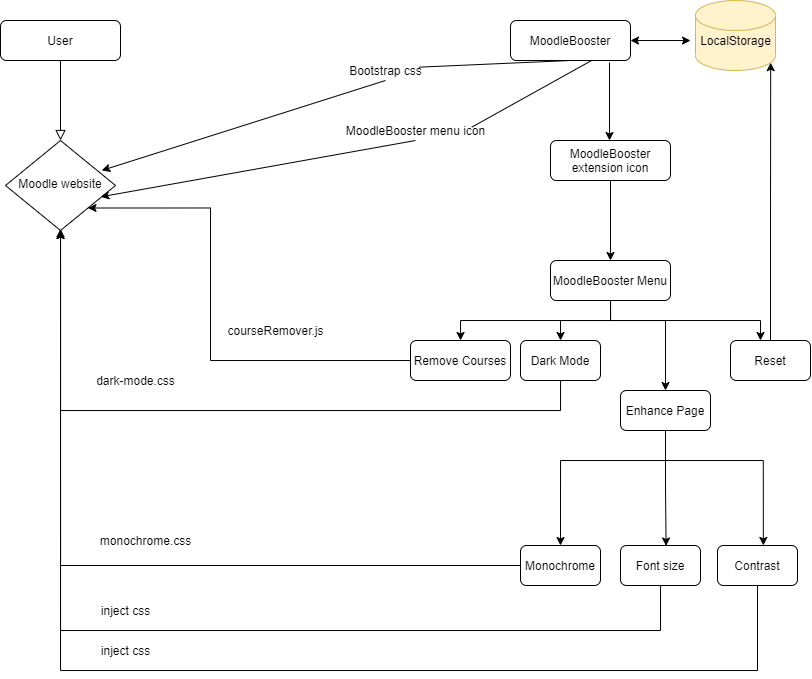 User
MoodleBooster
LocalStorage
Bootstrap css
MoodleBooster menu icon
MoodleBooster
extension icon
Moodle website
MoodleBooster Menu
courseRemover.js
Remove Courses
Dark Mode
Reset
dark-mode.css
Enhance Page
monochrome.css
Monochrome
Font size
Contrast
inject css
inject css